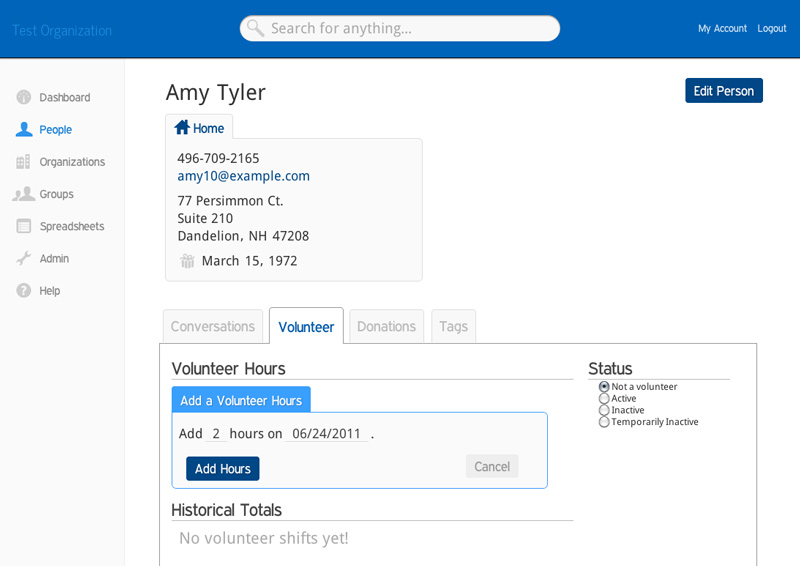 Test Organization
Search for anything...
My Account Logout
Dashboard
People
Organizations
Groups
Spreadsheets
Admin
Help
Amy Tyler
Edit Person
Home
496-709-2165
amy10@example.com
77 Persimmon Ct.
Suite 210
Dandelion, NH 47208
March 15, 1972
Conversations Volunteer Donations Tags
Volunteer Hours
Add a Volunteer Hours
Add 2 hours on 06/24/2011 .
Add Hours Cancel
Historical Totals
No volunteer shifts yet!
Status
Not a volunteer
Active
Inactive
Temporarily Inactive